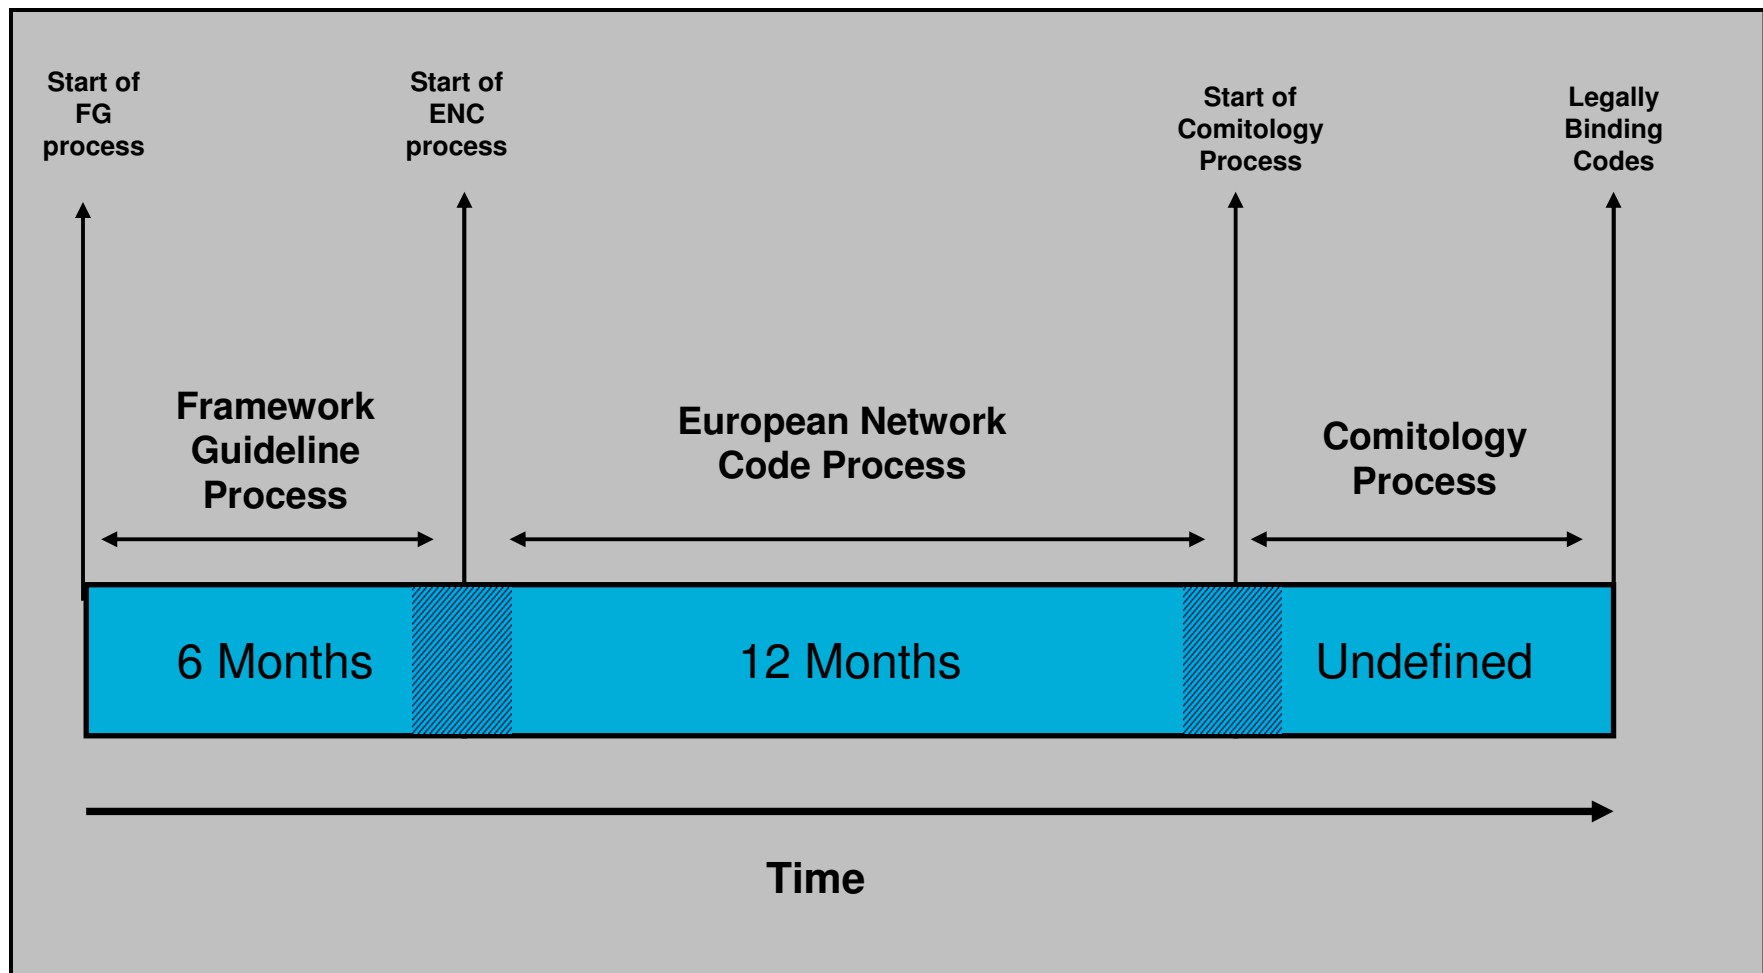 Start of
FG
process
Start of
ENC
process
Start of
Comitology
Process
Legally
Binding
Codes
Framework
Guideline
Process
European Network
Code Process
Comitology
Process
6 Months
12 Months
Undefined
Time